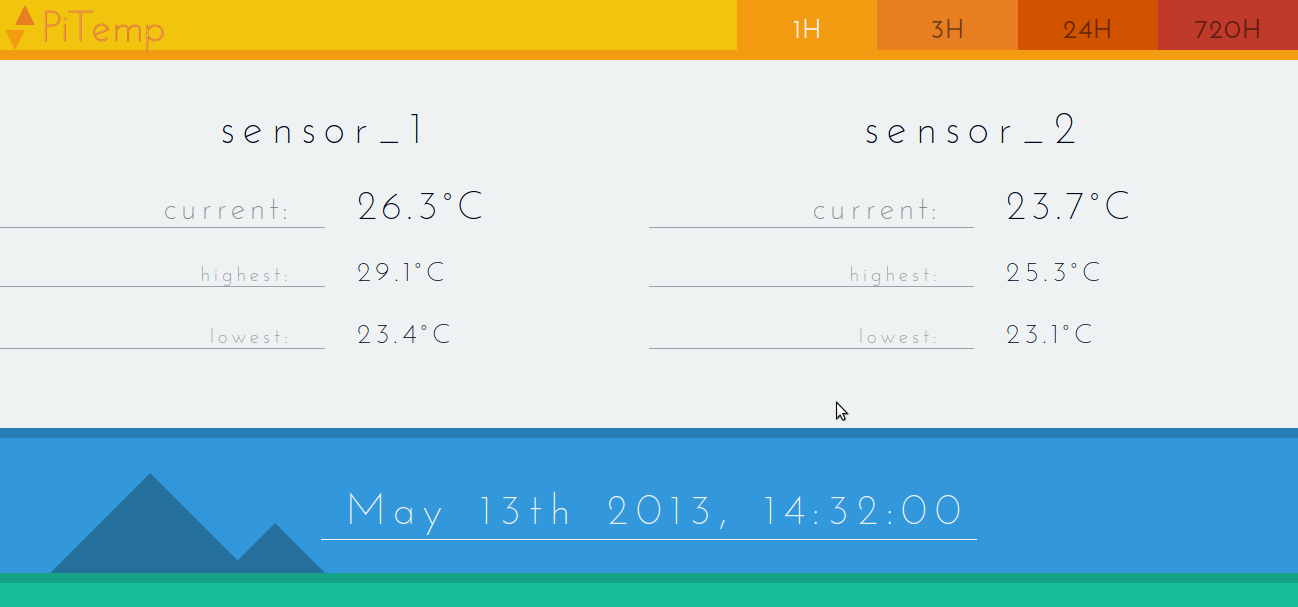 PiTemp 1H 3H 24H 720H
sensor_1 sensor_2
current: 26.3°C current: 23.7°C
highest: 29.1°C highest: 25.3°C
lowest: 23.4°C lowest: 23.1°C
May 13th 2013, 14:32:00